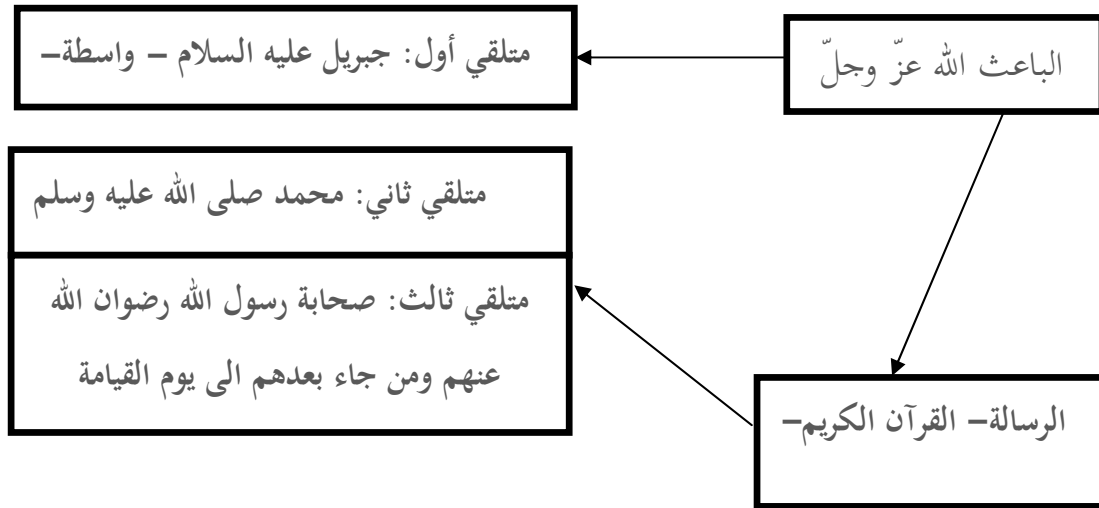 الباعث الله عزّ وجلّ
متلقي أول: جبريل عليه السلام – واسطة–
متلقي ثاني: محمد صلى الله عليه وسلم
متلقي ثالث: صحابة رسول الله رضوان الله
عنهم ومن جاء بعدهم الى يوم القيامة
الرسالة– القرآن الكريم–